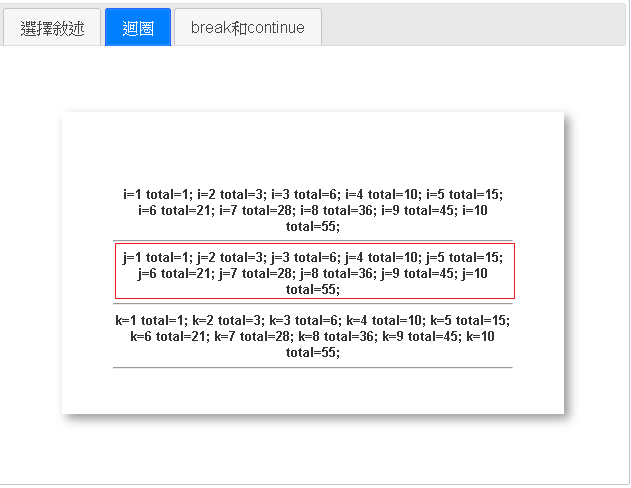 選擇敘述 迴圈 break和continue
i=1 total=1; i=2 total=3; i=3 total=6; i=4 total=10; i=5 total=15;
i=6 total=21; i=7 total=28; i=8 total=36; i=9 total=45; i=10
total=55;
j=1 total=1; j=2 total=3; j=3 total=6; j=4 total=10; j=5 total=15;
j=6 total=21; j=7 total=28; j=8 total=36; j=9 total=45; j=10
total=55;
k=1 total=1; k=2 total=3; k=3 total=6; k=4 total=10; k=5 total=15;
k=6 total=21; k=7 total=28; k=8 total=36; k=9 total=45; k=10
total=55;